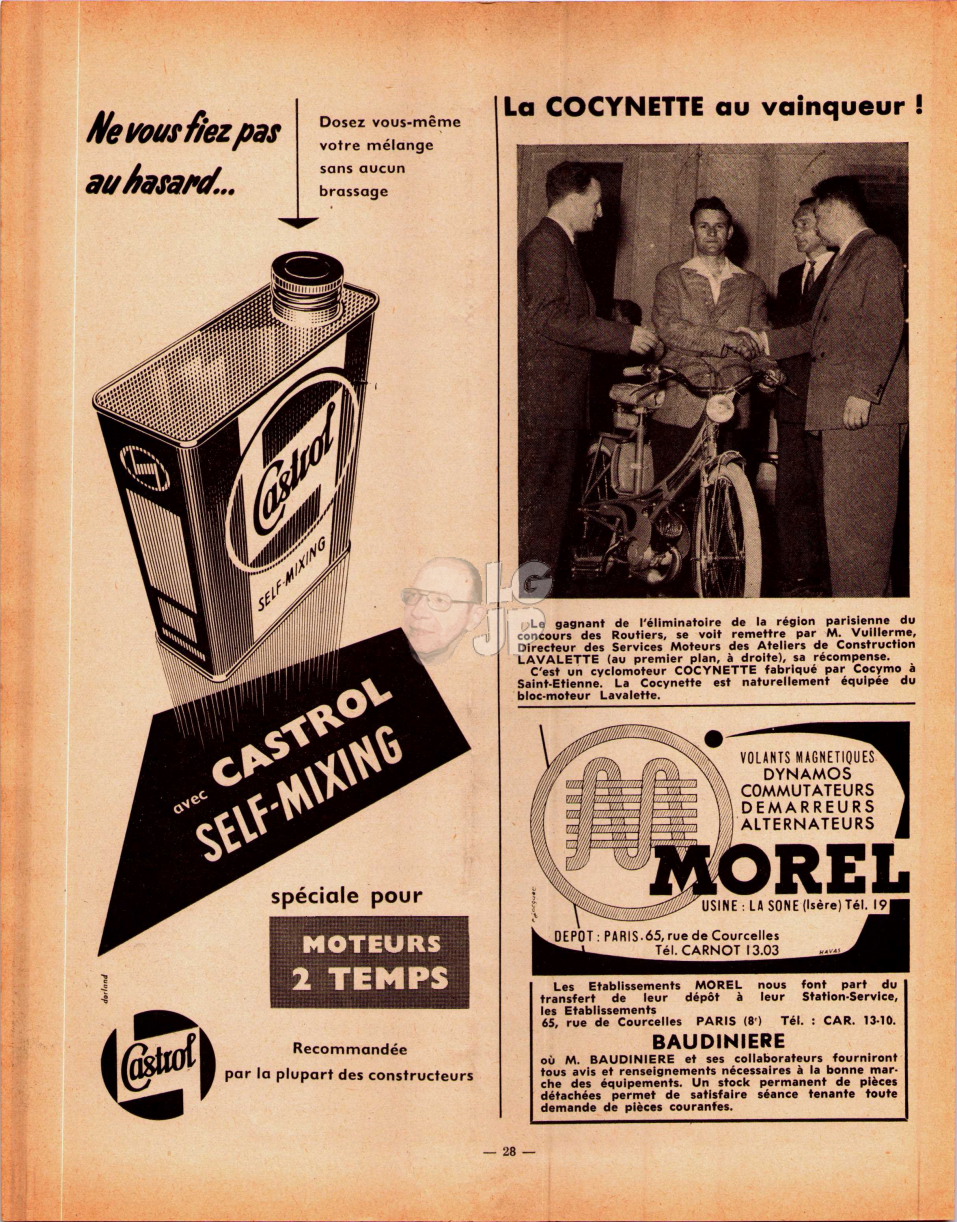 Ne vous fiez pas
au hasard...
Dosez vous-même
votre mélange
sans aucun
brassage
Castrol
SELF-MIXING
avec CASTROL
SELF-MIXING
spéciale pour
MOTEURS
2 TEMPS
dorland
Castrol
Recommandée
par la plupart des constructeurs
La COCYNETTE au vainqueur !
LG
JP
Le gagnant de l'éliminatoire de la région parisienne du
concours des Routiers, se voit remettre par M. Vuillerme,
Directeur des Services Moteurs des Ateliers de Construction
LAVALETTE (au premier plan, à droite), sa récompense.
C'est un cyclomoteur COCYNETTE fabriqué par Cocymo à
Saint-Etienne. La Cocynette est naturellement équipée du
bloc-moteur Lavalette.
VOLANTS MAGNETIQUES
DYNAMOS
COMMUTATEURS
DEMARREURS
ALTERNATEURS
MOREL
USINE : LA SONE (Isère) Tél. 19
DEPOT : PARIS. 65, rue de Courcelles
Tél. CARNOT 13.03
HAVAS
Les Etablissements MOREL nous font part du
transfert de leur dépôt à leur Station-Service,
les Etablissements
65, rue de Courcelles PARIS (8e) Tél. : CAR. 13-10.
BAUDINIERE
où M. BAUDINIERE et ses collaborateurs fourniront
tous avis et renseignements nécessaires à la bonne mar-
che des équipements. Un stock permanent de pièces
détachées permet de satisfaire séance tenante toute
demande de pièces courantes.
— 28 —